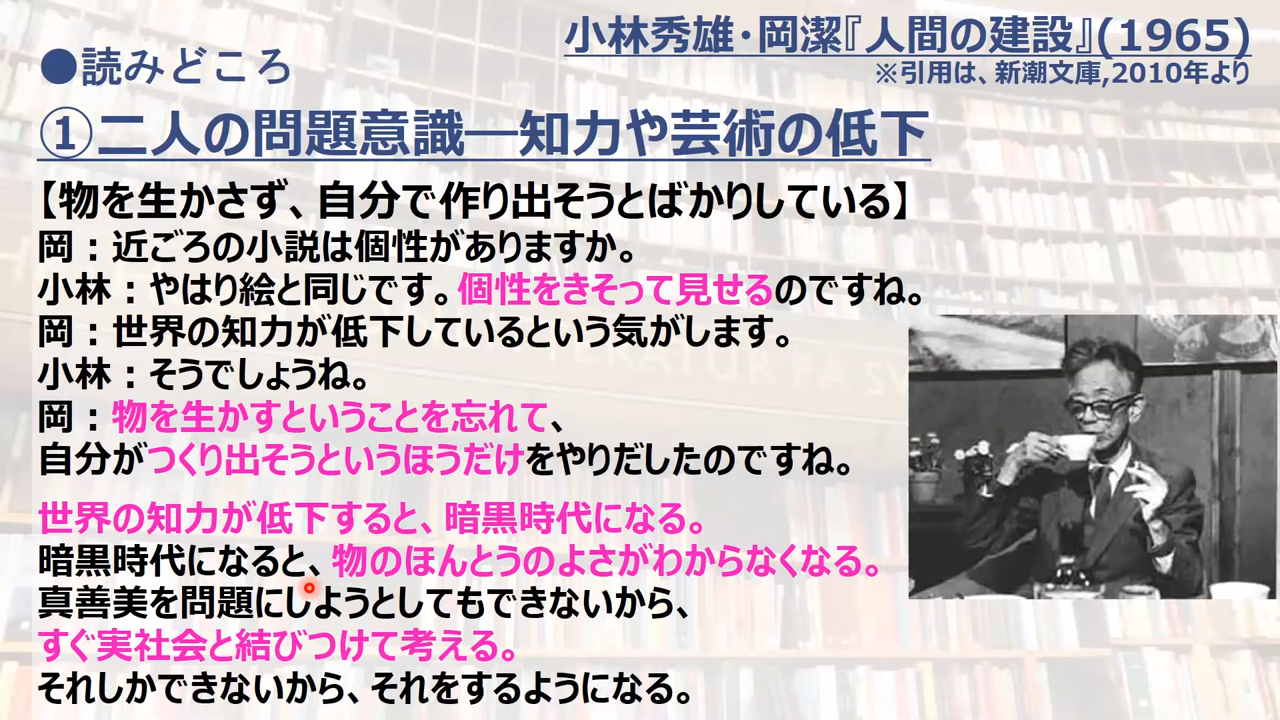 小林秀雄・岡潔『人間の建設』(1965)
※引用は、新潮文庫,2010年より
●読みどころ
①二人の問題意識―知力や芸術の低下
【物を生かさず、自分で作り出そうとばかりしている】
岡：近ごろの小説は個性がありますか。
小林：やはり絵と同じです。個性をきそって見せるのですね。
岡：世界の知力が低下しているという気がします。
小林：そうでしょうね。
岡：物を生かすということを忘れて、
自分がつくり出そうというほうだけをやりだしたのですね。
世界の知力が低下すると、暗黒時代になる。
暗黒時代になると、物のほんとうのよさがわからなくなる。
真善美を問題にしようとしてもできないから、
すぐ実社会と結びつけて考える。
それしかできないから、それをするようになる。